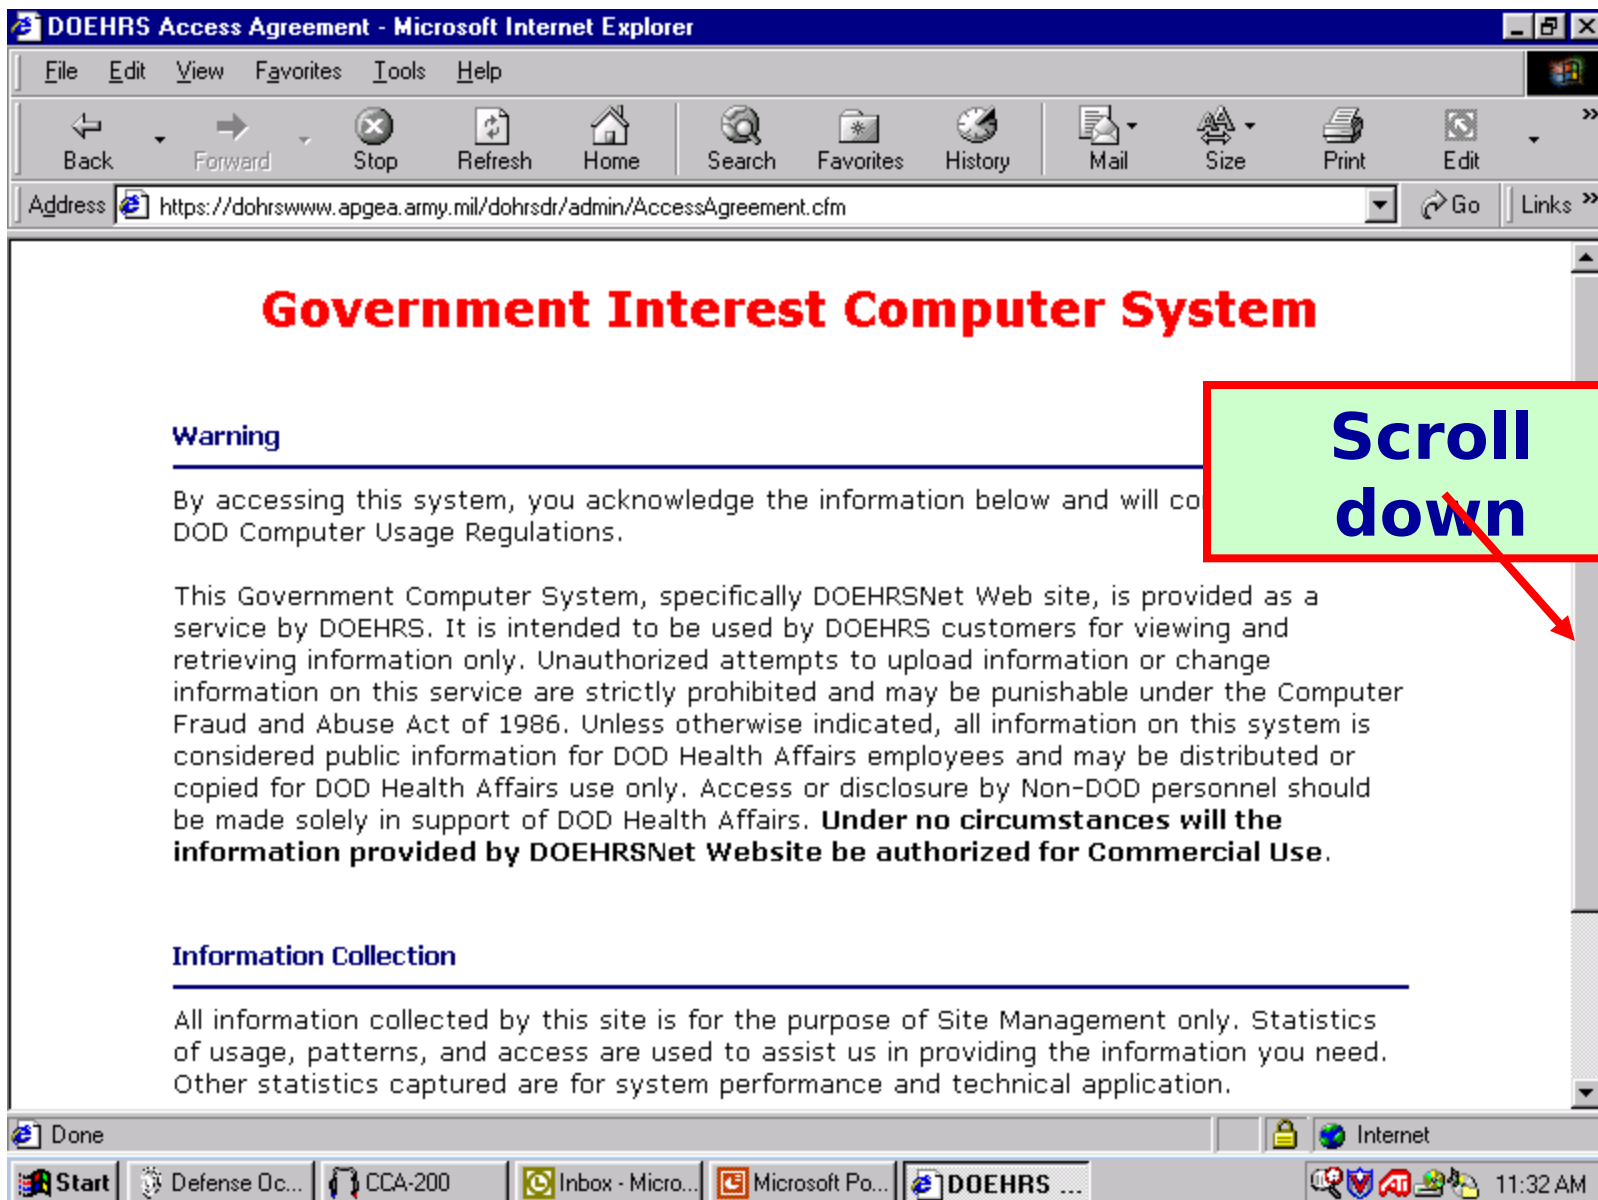 DOEHRS Access Agreement - Microsoft Internet Explorer
File Edit View Favorites Tools Help
Back Forward Stop Refresh Home Search Favorites History Mail Size Print Edit »
Address https://dohrswww.apgea.army.mil/dohrsdr/admin/AccessAgreement.cfm Go Links »
Government Interest Computer System
Scroll
down
Warning
By accessing this system, you acknowledge the information below and will
DOD Computer Usage Regulations.
This Government Computer System, specifically DOEHRSNet Web site, is provided as a
service by DOEHRS. It is intended to be used by DOEHRS customers for viewing and
retrieving information only. Unauthorized attempts to upload information or change
information on this service are strictly prohibited and may be punishable under the Computer
Fraud and Abuse Act of 1986. Unless otherwise indicated, all information on this system is
considered public information for DOD Health Affairs employees and may be distributed or
copied for DOD Health Affairs use only. Access or disclosure by Non-DOD personnel should
be made solely in support of DOD Health Affairs. Under no circumstances will the
information provided by DOEHRSNet Website be authorized for Commercial Use.
Information Collection
All information collected by this site is for the purpose of Site Management only. Statistics
of usage, patterns, and access are used to assist us in providing the information you need.
Other statistics captured are for system performance and technical application.
Done Internet
Start Defense Oc... CCA-200 Inbox - Micro... Microsoft Po... DOEHRS ... 11:32 AM